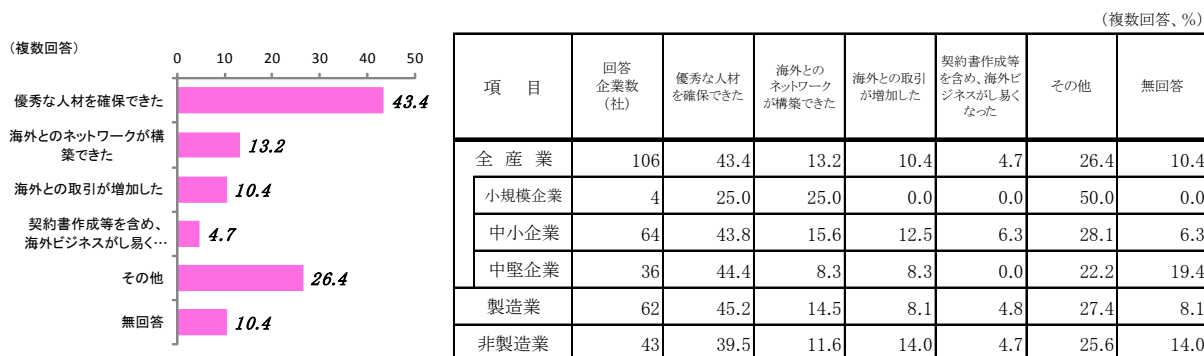 （複数回答、%）
（複数回答）
0 10 20 30 40 50
優秀な人材を確保できた 43.4
海外とのネットワークが構
築できた 13.2
海外との取引が増加した 10.4
契約書作成等を含め、
海外ビジネスがし易く… 4.7
その他 26.4
無回答 10.4
項　目
回答
企業数
（社）
優秀な人材
を確保できた
海外との
ネットワーク
が構築できた
海外との取引
が増加した
契約書作成等
を含め、海外ビ
ジネスがし易く
なった
その他
無回答
全 産 業 106 43.4 13.2 10.4 4.7 26.4 10.4
小規模企業 4 25.0 25.0 0.0 0.0 50.0 0.0
中小企業 64 43.8 15.6 12.5 6.3 28.1 6.3
中堅企業 36 44.4 8.3 8.3 0.0 22.2 19.4
製造業 62 45.2 14.5 8.1 4.8 27.4 8.1
非製造業 43 39.5 11.6 14.0 4.7 25.6 14.0